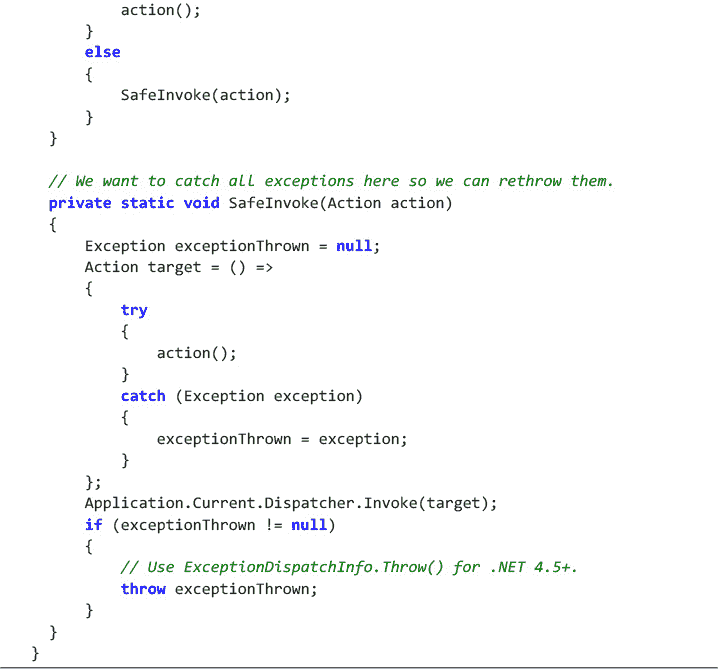 action();
}
else
{
SafeInvoke(action);
}
}
// We want to catch all exceptions here so we can rethrow them.
private static void SafeInvoke(Action action)
{
Exception exceptionThrown = null;
Action target = () =>
{
try
{
action();
}
catch (Exception exception)
{
exceptionThrown = exception;
}
};
Application.Current.Dispatcher.Invoke(target);
if (exceptionThrown != null)
{
// Use ExceptionDispatchInfo.Throw() for .NET 4.5+.
throw exceptionThrown;
}
}
}